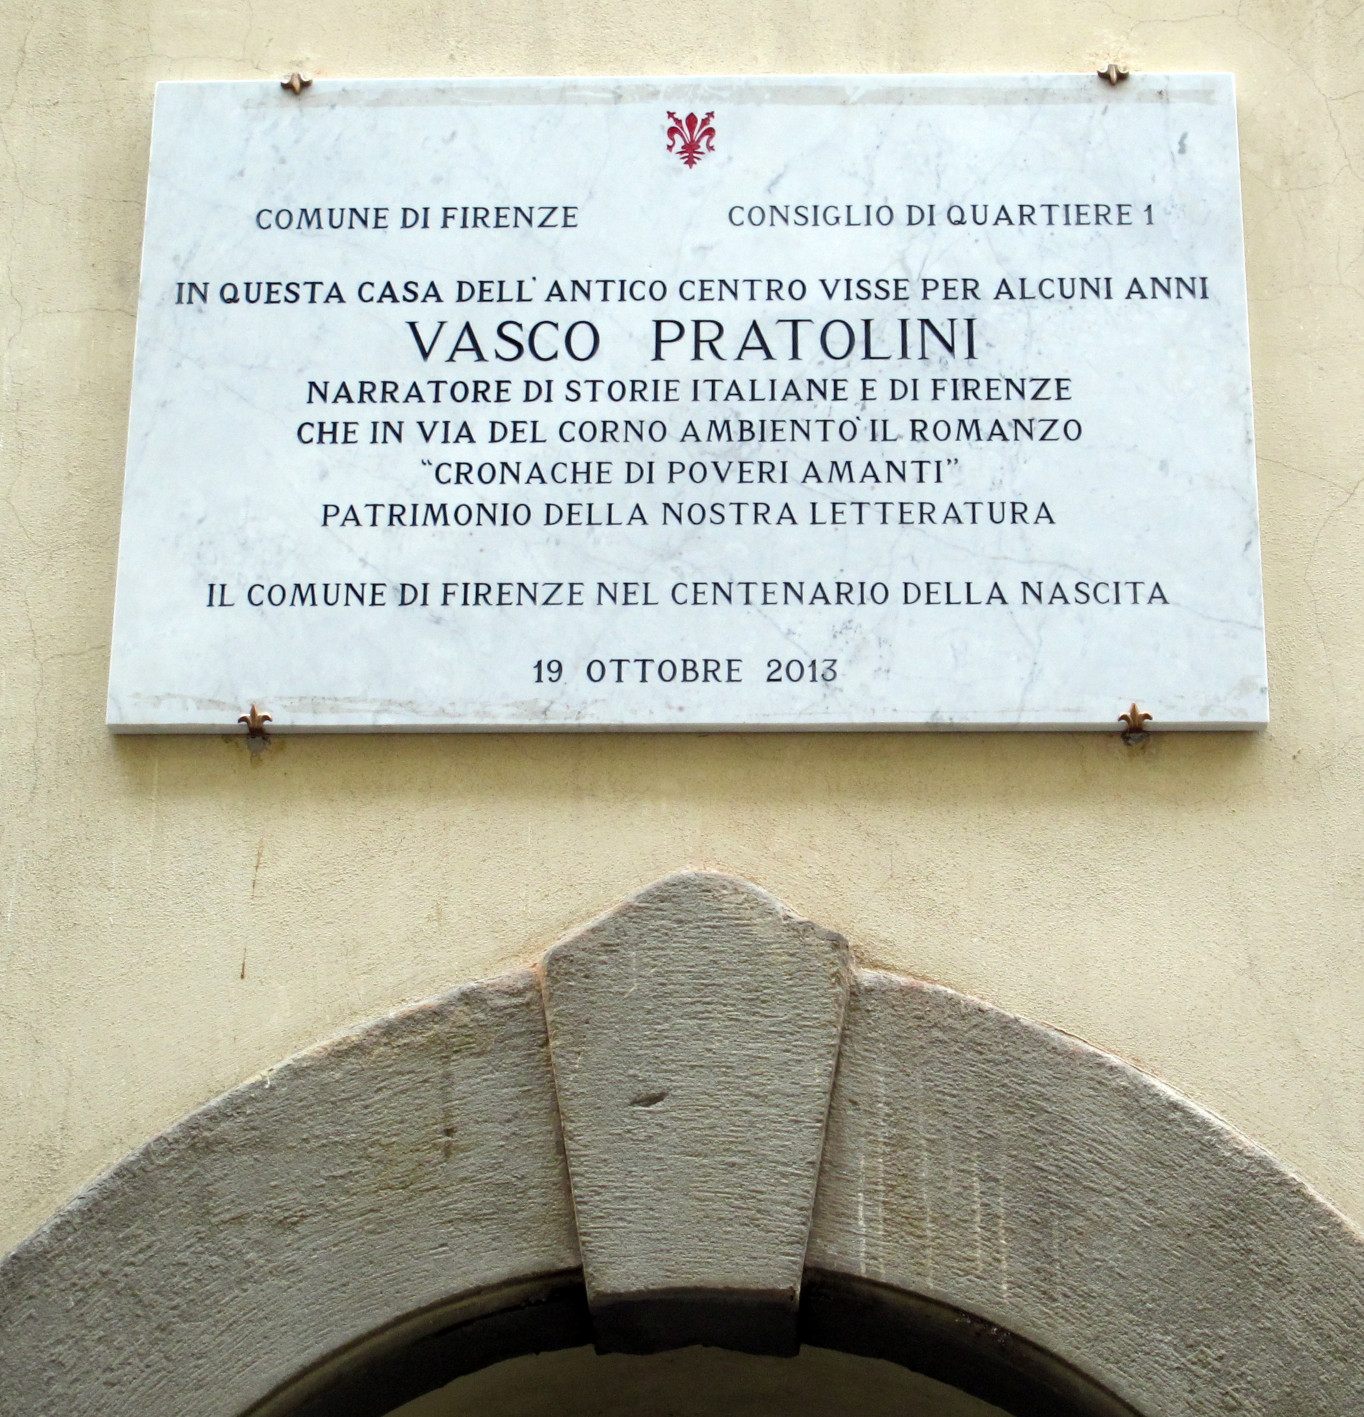 COMUNE DI FIRENZE CONSIGLIO DI QUARTIERE 1
IN QUESTA CASA DELL'ANTICO CENTRO VISSE PER ALCUNI ANNI
VASCO PRATOLINI
NARRATORE DI STORIE ITALIANE E DI FIRENZE
CHE IN VIA DEL CORNO AMBIENTO' IL ROMANZO
“CRONACHE DI POVERI AMANTI”
PATRIMONIO DELLA NOSTRA LETTERATURA
IL COMUNE DI FIRENZE NEL CENTENARIO DELLA NASCITA
19 OTTOBRE 2013